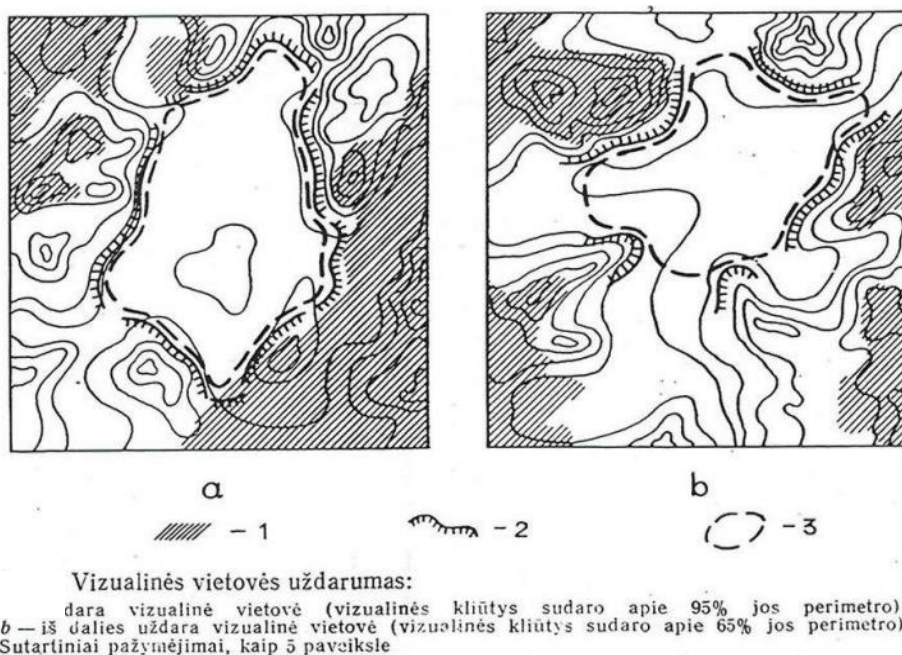 a
b
- 1
- 2
- 3
Vizualinės vietovės uždarumas:
dara vizualinė vietovė (vizualinės kliūtys sudaro apie 95% jos perimetro)
b — iš dalies uždara vizualinė vietovė (vizualinės kliūtys sudaro apie 65% jos perimetro)
Sutartiniai pažymėjimai, kaip 5 paveiksle